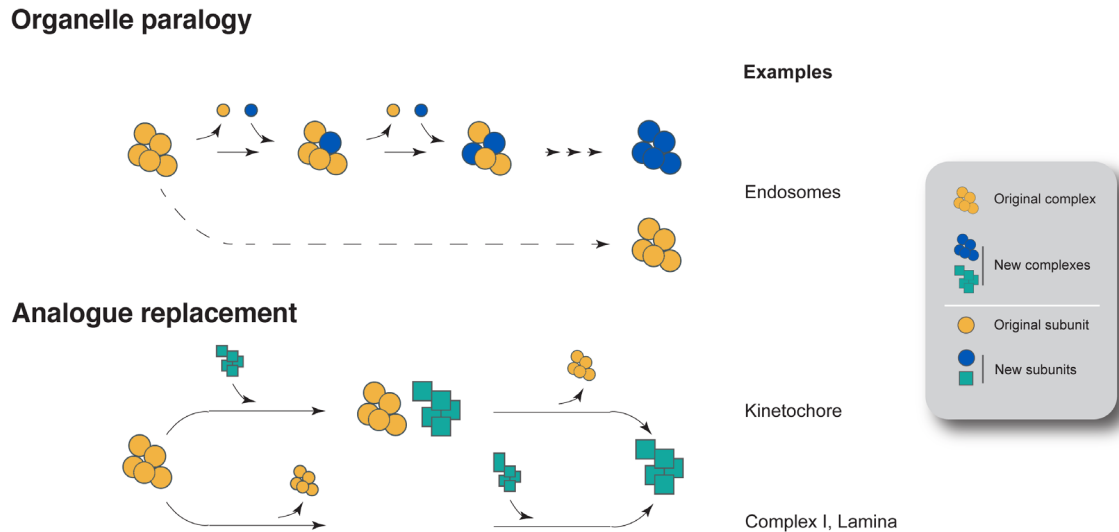 Organelle paralogy
Examples
Endosomes
Original complex
New complexes
Original subunit
New subunits
Analogue replacement
Kinetochore
Complex I, Lamina